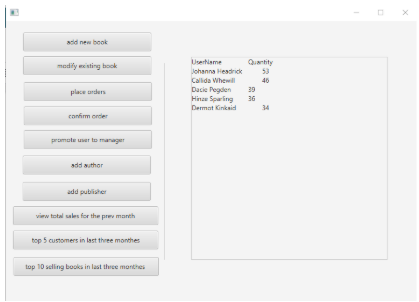 add new book
modify existing book
place orders
confirm order
promote user to manager
add author
add publisher
view total sales for the prev month
top 5 customers in last three monthes
top 10 selling books in last three monthes
UserName Quantity
Johanna Headrick 53
Callida Whewill 46
Dacie Pegden 39
Hinze Sparling 36
Dermot Kinkaid 34